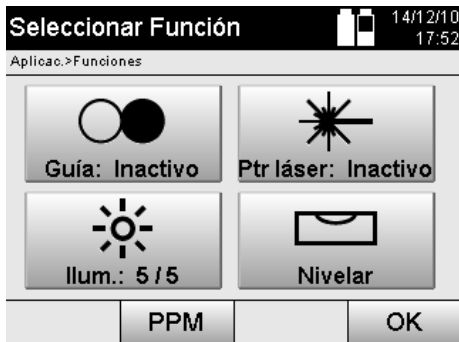 Seleccionar Función
14/12/10
17:52
Aplicac.>Funciones
Guía: Inactivo
Ptr láser: Inactivo
Ilum.: 5/5
Nivelar
PPM
OK